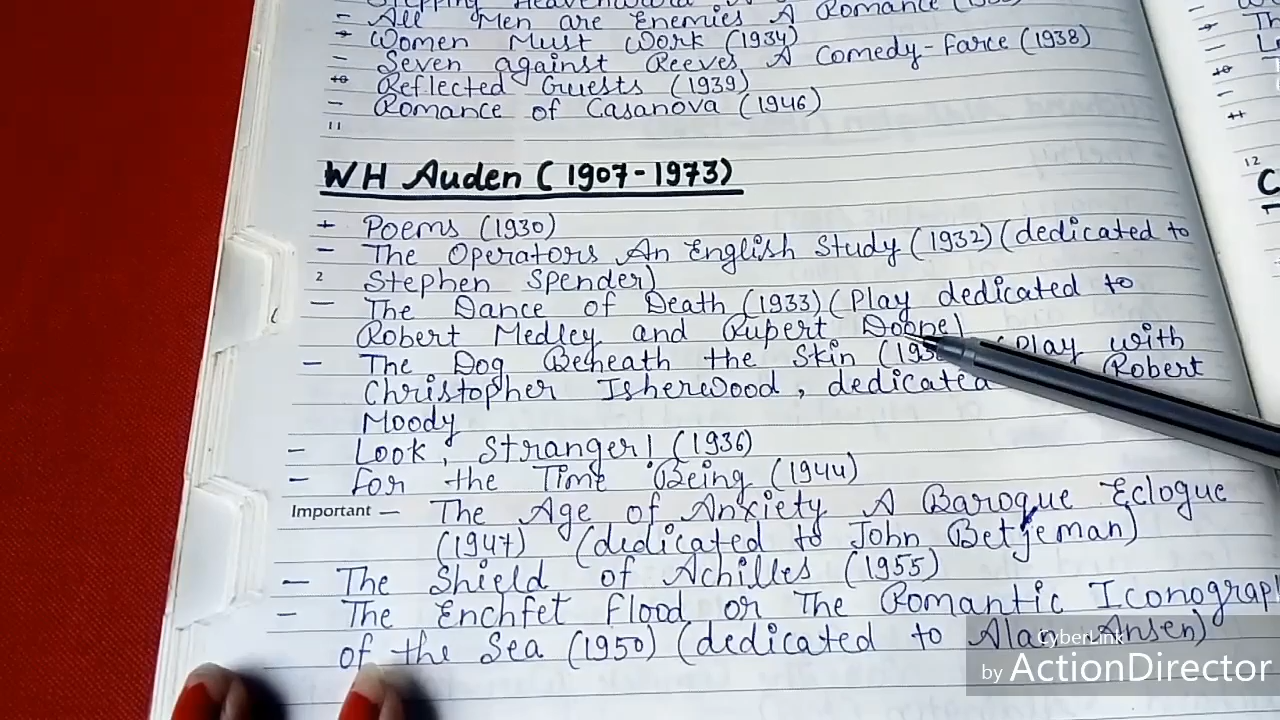 - All Men are Enemies A Romance (
- Women Must Work (1934)
- Seven against Reeves A Comedy-Farce (1938)
10 Reflected Guests (1939)
- Romance of Casanova (1946)
11
WH Auden (1907-1973)
+ Poems (1930)
- The Operators An English Study (1932) (dedicated to
2 Stephen Spender)
- The Dance of Death (1933) (Play dedicated to
Robert Medley and Rupert Doone)
- The Dog Beneath the Skin (193 (Play with
Christopher Isherwood, dedicated Robert
Moody
- Look, Stranger! (1936)
- For the Time Being (1944)
Important - The Age of Anxiety A Baroque Eclogue
(1947) (dedicated to John Betjeman)
- The Shield of Achilles (1955)
- The Enchfet Flood or The Romantic Iconograp
of the Sea (1950) (dedicated to Alan Ansen)
12
CyberLink
by ActionDirector